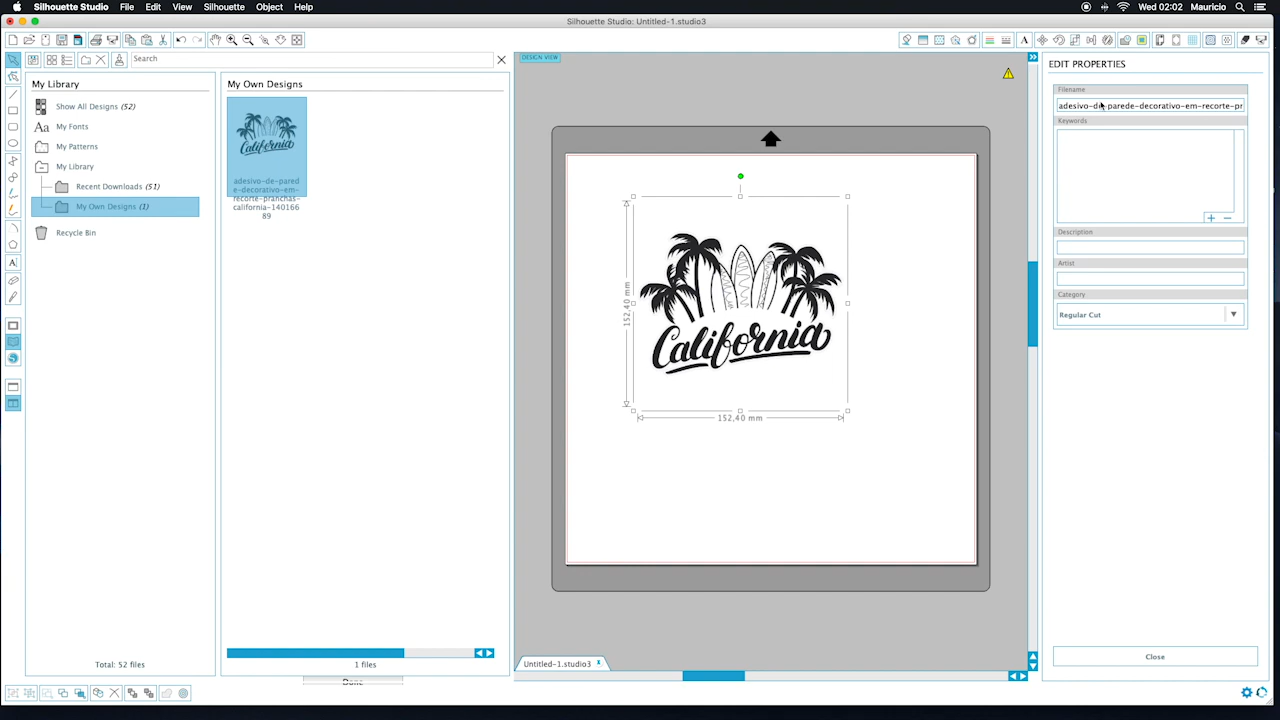 Silhouette Studio File Edit View Silhouette Object Help
Wed 02:02 Mauricio
Silhouette Studio: Untitled-1.studio3
Search
DESIGN VIEW
My Library
Show All Designs (52)
My Fonts
My Patterns
My Library
Recent Downloads (51)
My Own Designs (1)
Recycle Bin
Total: 52 files
My Own Designs
adesivo-de-pared
e-decorativo-em-
recorte-pranchas-
california-140166
89
1 files
California
152,40 mm
152,40 mm
Untitled-1.studio3 x
EDIT PROPERTIES
Filename
adesivo-de-parede-decorativo-em-recorte-pr
Keywords
Description
Artist
Category
Regular Cut
Close
Done